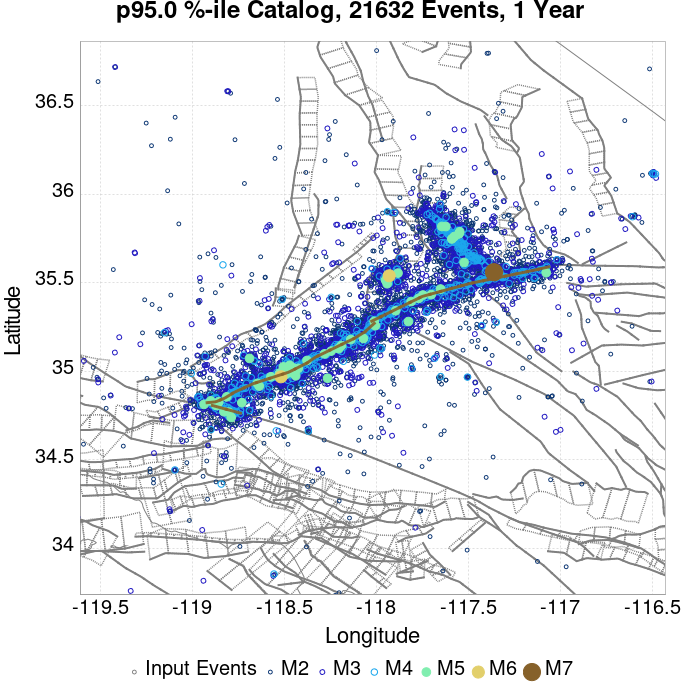 p95.0 %-ile Catalog, 21632 Events, 1 Year
36.5
36
35.5
35
34.5
34
Latitude
-119.5 -119 -118.5 -118 -117.5 -117 -116.5
Longitude
Input Events M2 M3 M4 M5 M6 M7